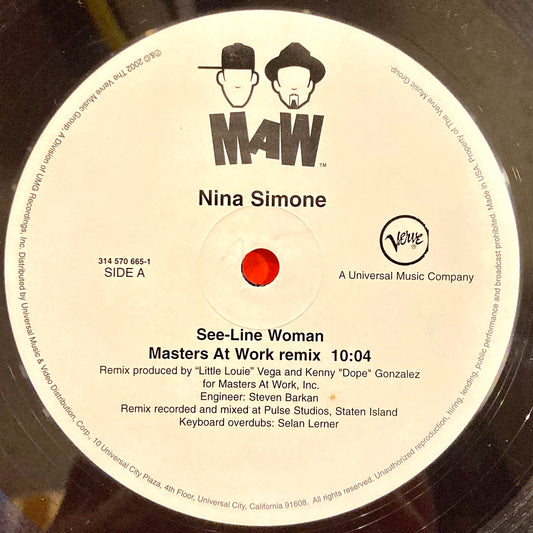 MAW™
Nina Simone
Verve®
314 570 665-1
SIDE A
A Universal Music Company
See-Line Woman
Masters At Work remix 10:04
Remix produced by “Little Louie” Vega and Kenny "Dope" Gonzalez
for Masters At Work, Inc.
Engineer: Steven Barkan
Remix recorded and mixed at Pulse Studios, Staten Island
Keyboard overdubs: Selan Lerner
℗&© 2002 The Verve Music Group, A Division of UMG Recordings, Inc. Distributed by Universal Music & Video Distribution, Corp., 10 Universal City Plaza, 4th Floor, Universal City, California 91608. All rights reserved. Unauthorized reproduction, hiring, lending, public performance and broadcast prohibited. Made in USA. Property of The Verve Music Group.